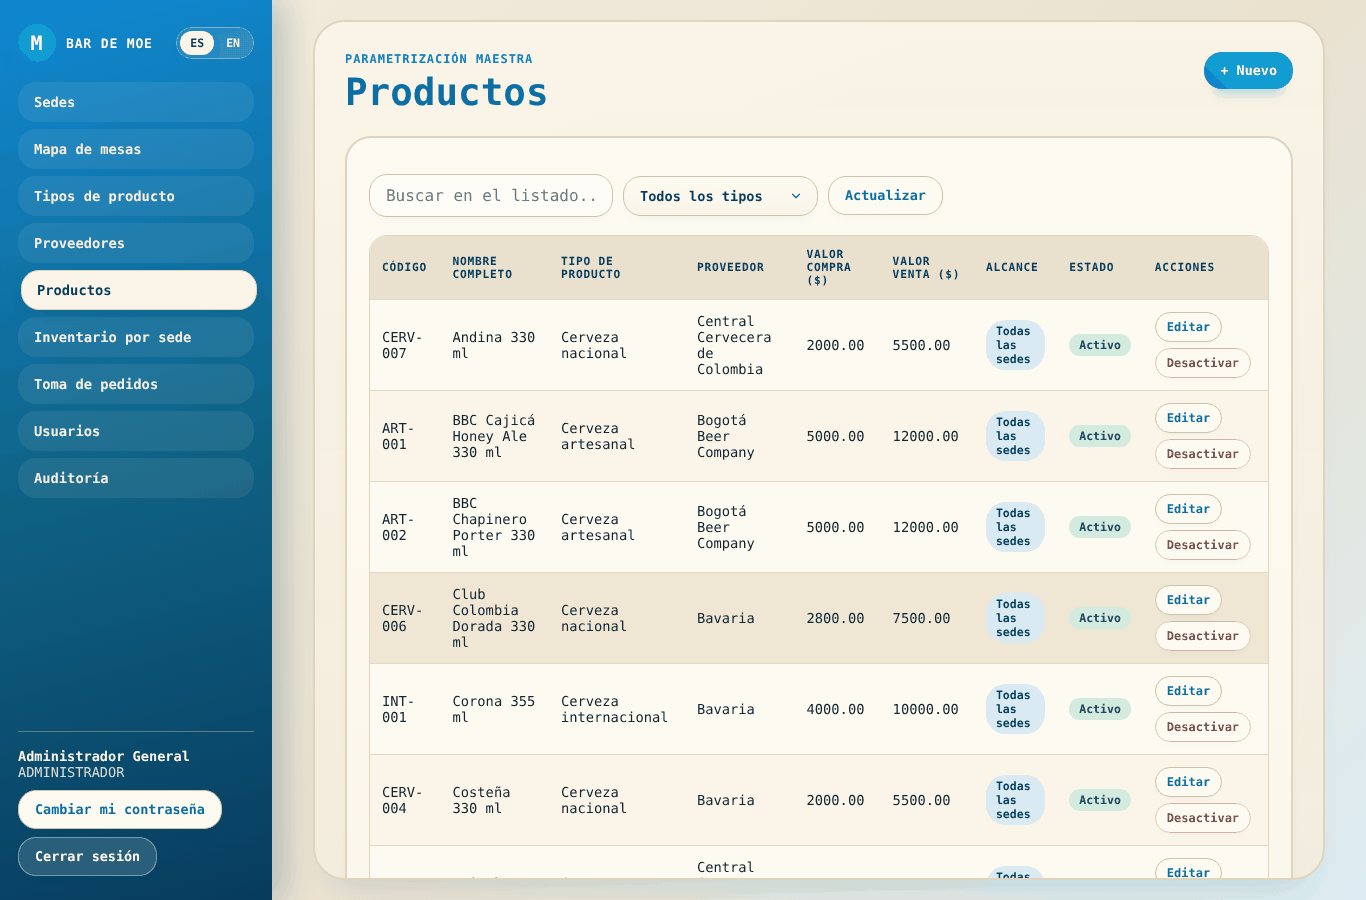 M BAR DE MOE ES EN
Sedes
Mapa de mesas
Tipos de producto
Proveedores
Productos
Inventario por sede
Toma de pedidos
Usuarios
Auditoría
Administrador General
ADMINISTRADOR
Cambiar mi contraseña
Cerrar sesión
PARAMETRIZACIÓN MAESTRA
Productos
+ Nuevo
Buscar en el listado..
Todos los tipos
Actualizar
CÓDIGO
NOMBRE
COMPLETO
TIPO DE
PRODUCTO
PROVEEDOR
VALOR
COMPRA
($)
VALOR
VENTA ($)
ALCANCE
ESTADO
ACCIONES
CERV-
007
Andina 330
ml
Cerveza
nacional
Central
Cervecera
de
Colombia
2000.00
5500.00
Todas
las
sedes
Activo
Editar
Desactivar
ART-
001
BBC Cajicá
Honey Ale
330 ml
Cerveza
artesanal
Bogotá
Beer
Company
5000.00
12000.00
Todas
las
sedes
Activo
Editar
Desactivar
ART-
002
BBC
Chapinero
Porter 330
ml
Cerveza
artesanal
Bogotá
Beer
Company
5000.00
12000.00
Todas
las
sedes
Activo
Editar
Desactivar
CERV-
006
Club
Colombia
Dorada 330
ml
Cerveza
nacional
Bavaria
2800.00
7500.00
Todas
las
sedes
Activo
Editar
Desactivar
INT-
001
Corona 355
ml
Cerveza
internacional
Bavaria
4000.00
10000.00
Todas
las
sedes
Activo
Editar
Desactivar
CERV-
004
Costeña
330 ml
Cerveza
nacional
Bavaria
2000.00
5500.00
Todas
las
sedes
Activo
Editar
Desactivar
Central
Todas
Editar